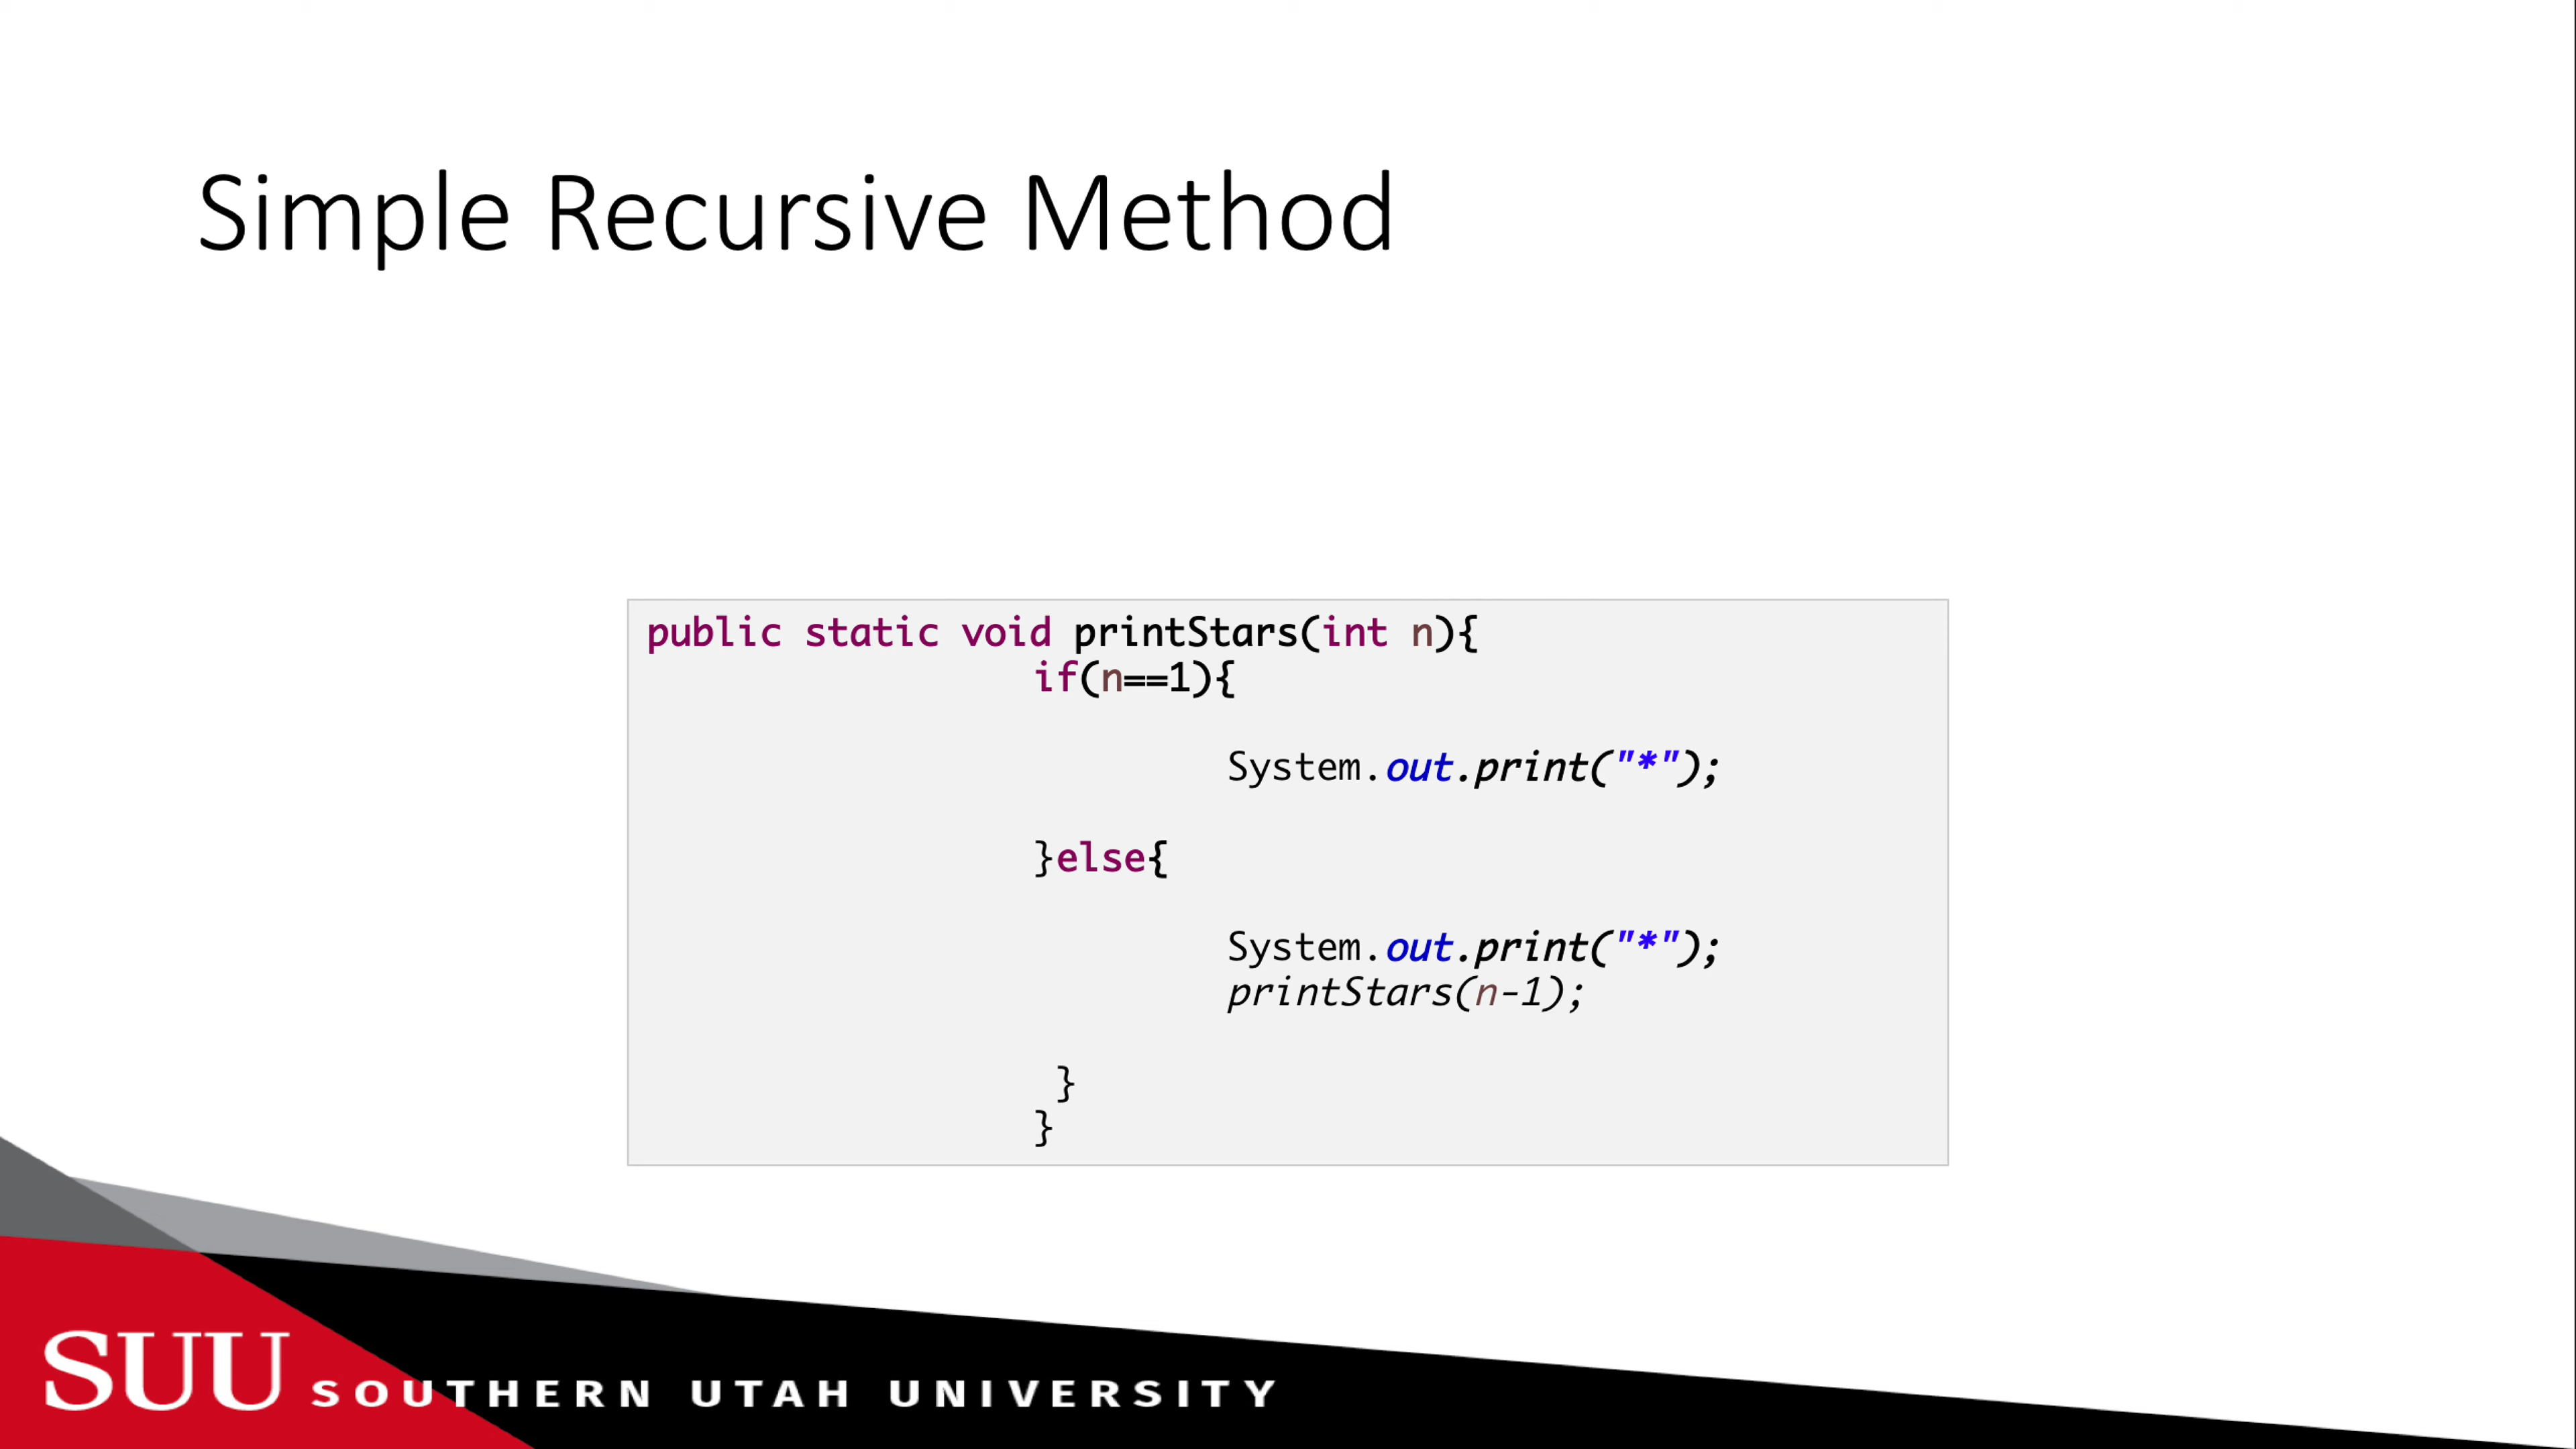 Simple Recursive Method
public static void printStars(int n){
if(n==1){
System.out.print("*");
}else{
System.out.print("*");
printStars(n-1);
}
}
SUU SOUTHERN UTAH UNIVERSITY